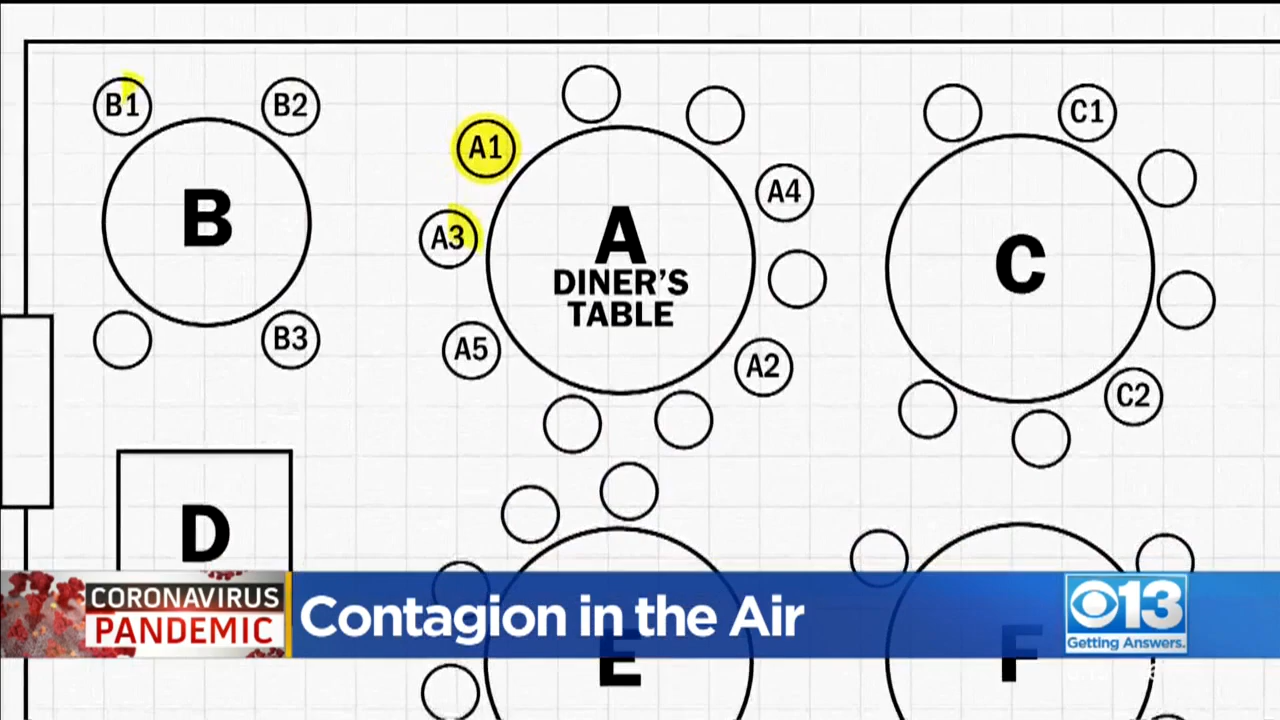 B1
B2
B
B3
A1
A3
A5
A
DINER'S
TABLE
A4
A2
C1
C
C2
D
E
F
CORONAVIRUS
PANDEMIC
Contagion in the Air
13
Getting Answers.